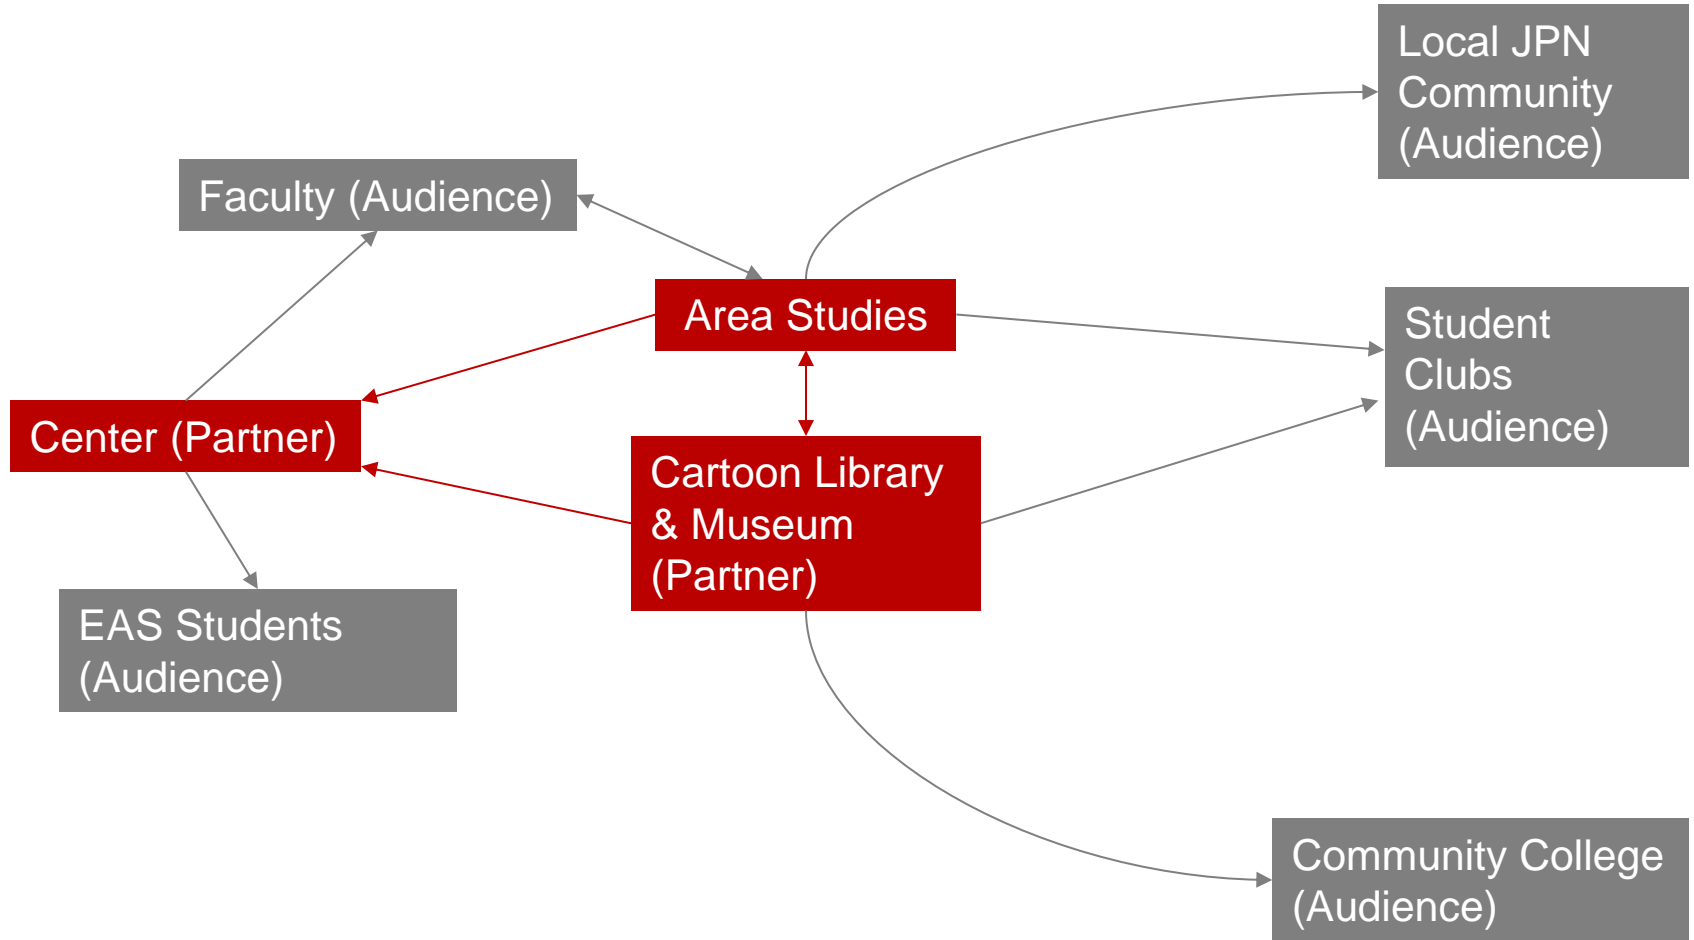 Local JPN
Community
(Audience)
Faculty (Audience)
Area Studies
Student
Clubs
(Audience)
Center (Partner)
Cartoon Library
& Museum
(Partner)
EAS Students
(Audience)
Community College
(Audience)